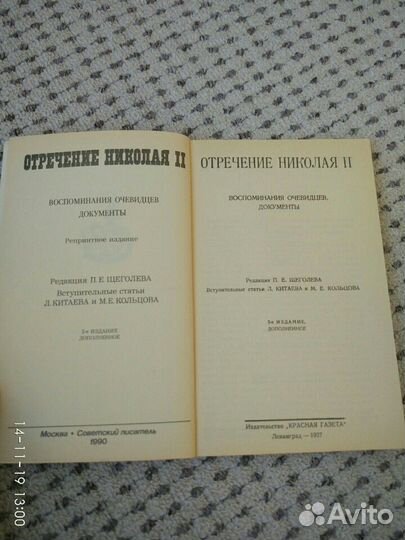 ОТРЕЧЕНИЕ НИКОЛАЯ II
ВОСПОМИНАНИЯ ОЧЕВИДЦЕВ
ДОКУМЕНТЫ
Репринтное издание
Редакция П. Е. ЩЕГОЛЕВА
Вступительные статьи
Л. КИТАЕВА и М. Е. КОЛЬЦОВА
2-е ИЗДАНИЕ
ДОПОЛНЕННОЕ
Москва • Советский писатель
1990
ОТРЕЧЕНИЕ НИКОЛАЯ II
ВОСПОМИНАНИЯ ОЧЕВИДЦЕВ,
ДОКУМЕНТЫ
Редакция П. Е. ЩЕГОЛЕВА
Вступительные статьи Л. КИТАЕВА и М. Е. КОЛЬЦОВА
ИЗДАНИЕ,
ДОПОЛНЕННОЕ
Издательство „КРАСНАЯ ГАЗЕТА"
Ленинград — 1927
14-11-19 13:00
Avito